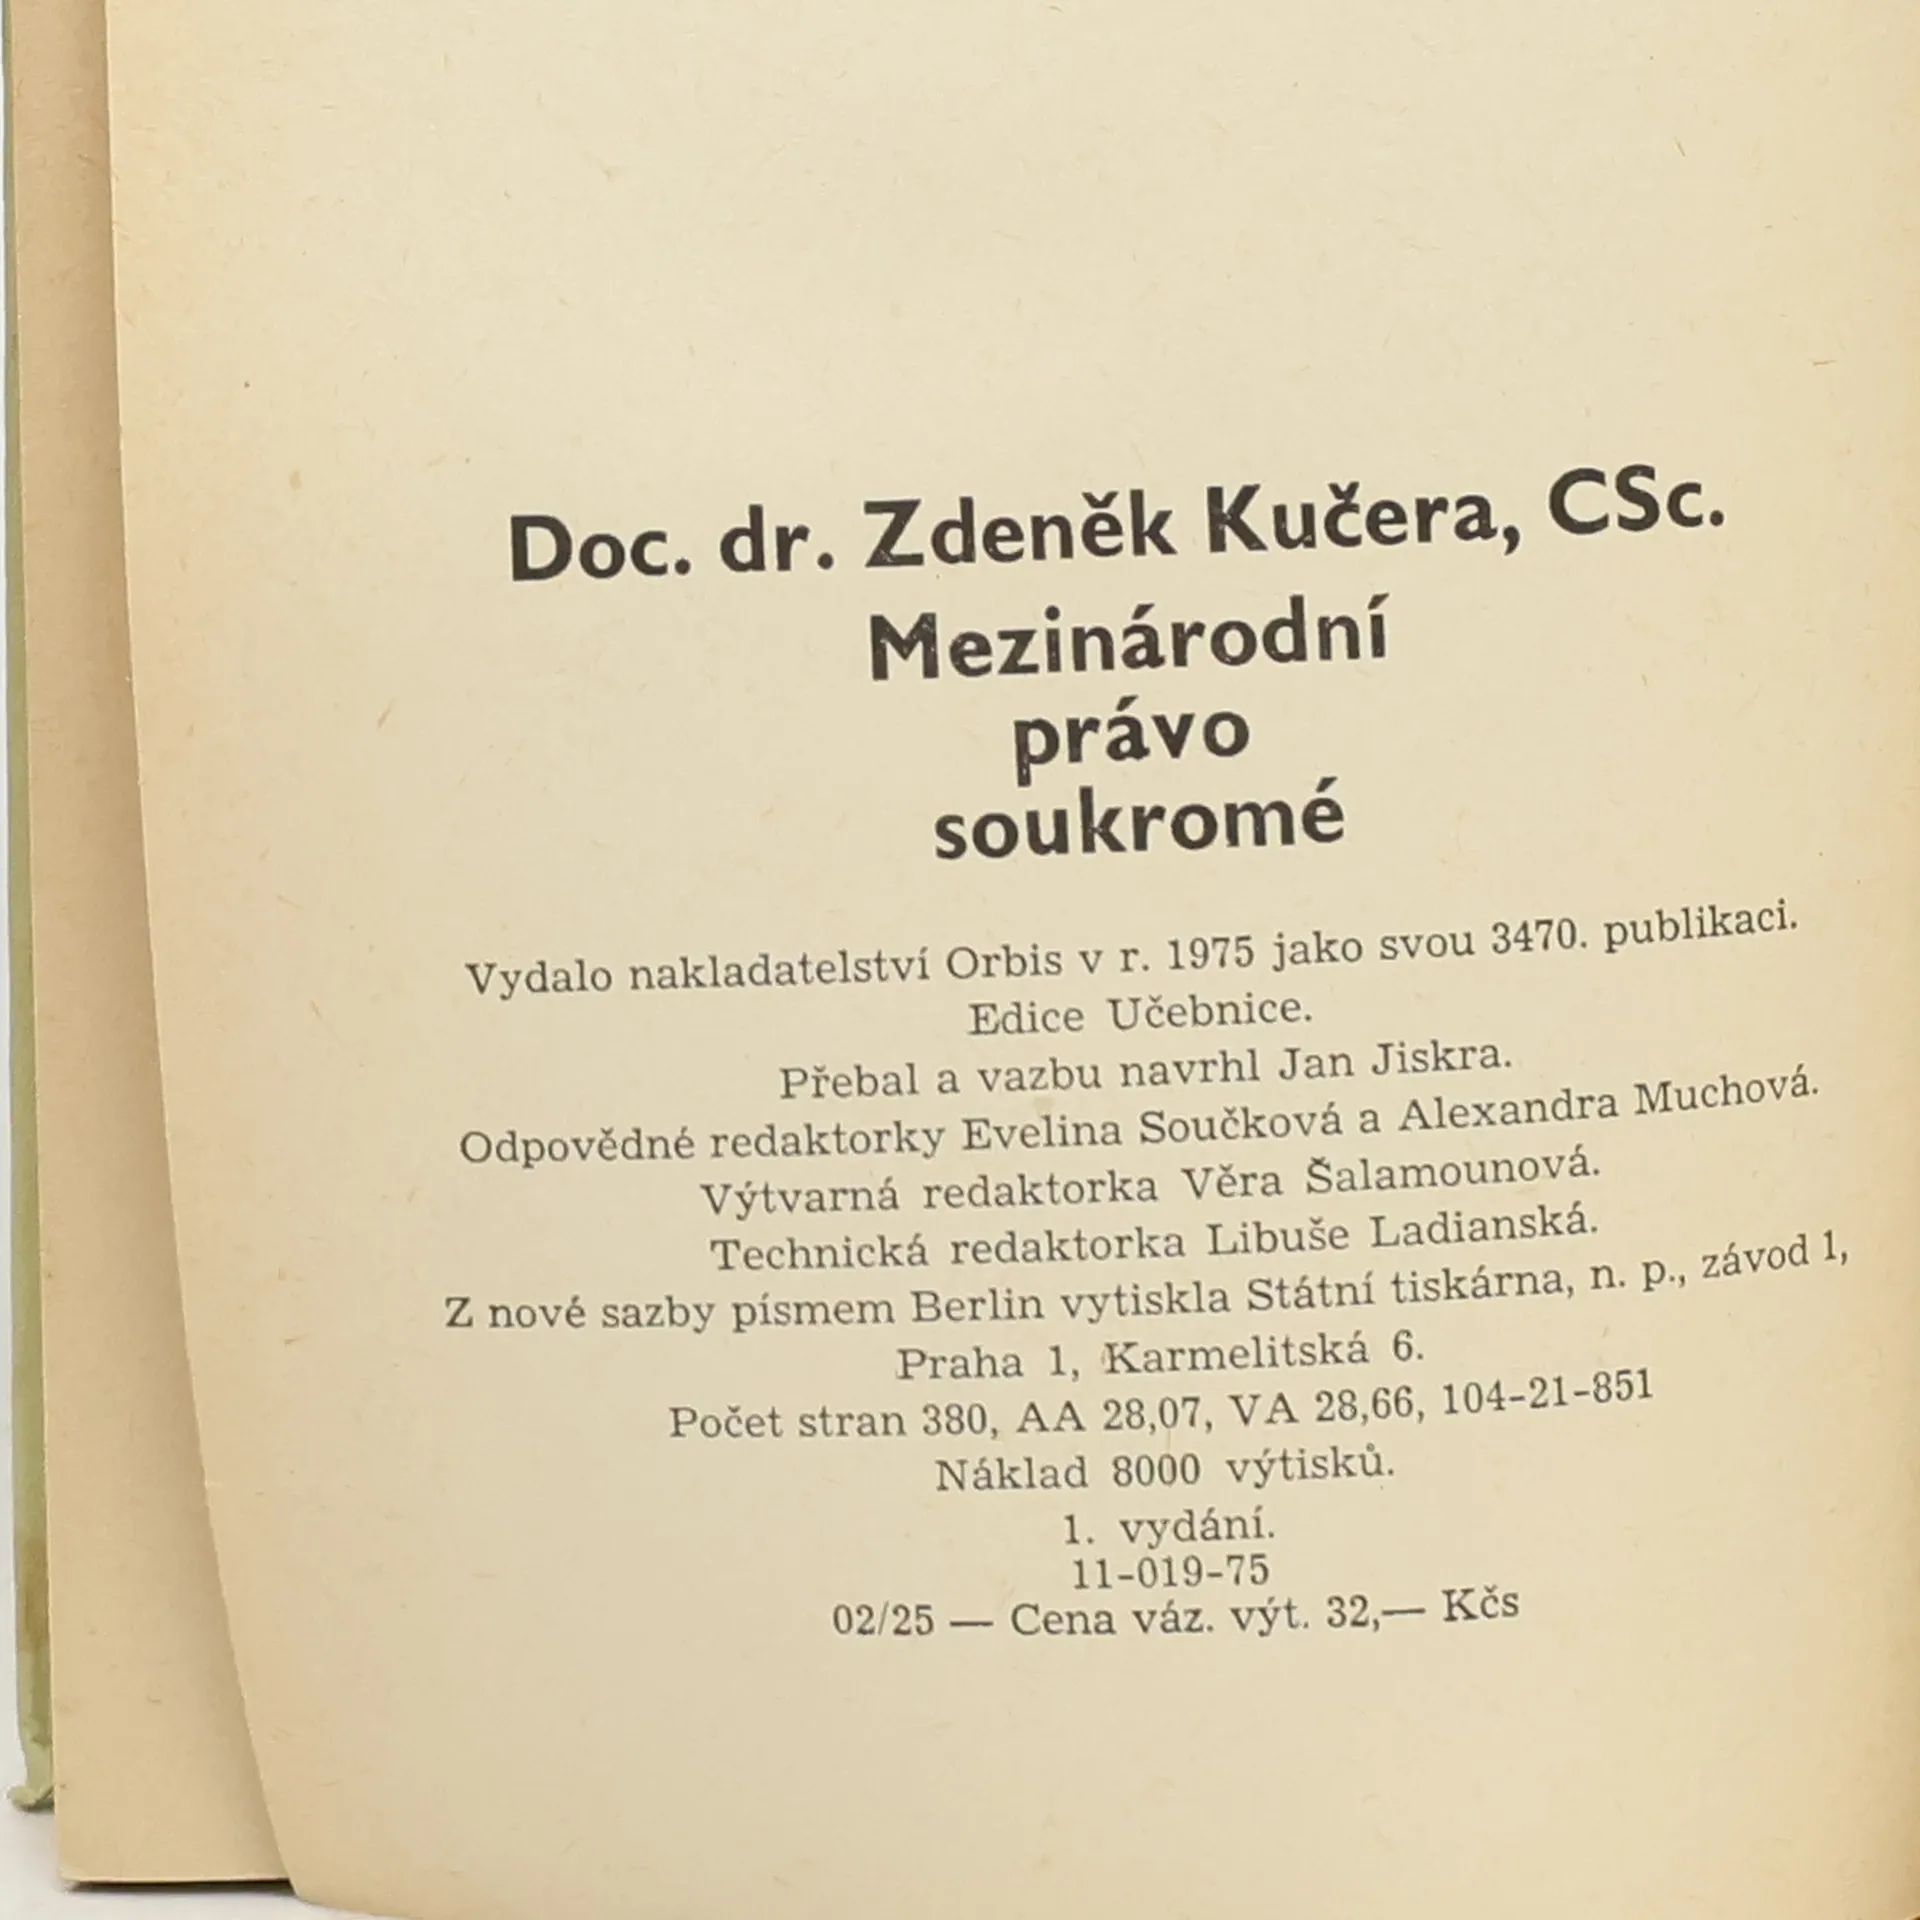 Doc. dr. Zdeněk Kučera, CSc.
Mezinárodní
právo
soukromé
Vydalo nakladatelství Orbis v r. 1975 jako svou 3470. publikaci.
Edice Učebnice.
Přebal a vazbu navrhl Jan Jiskra.
Odpovědné redaktorky Evelina Součková a Alexandra Muchová.
Výtvarná redaktorka Věra Šalamounová.
Technická redaktorka Libuše Ladianská.
Z nové sazby písmem Berlin vytiskla Státní tiskárna, n. p., závod 1,
Praha 1, Karmelitská 6.
Počet stran 380, AA 28,07, VA 28,66, 104-21-851
Náklad 8000 výtisků.
1. vydání.
11-019-75
02/25 — Cena váz. výt. 32,— Kčs